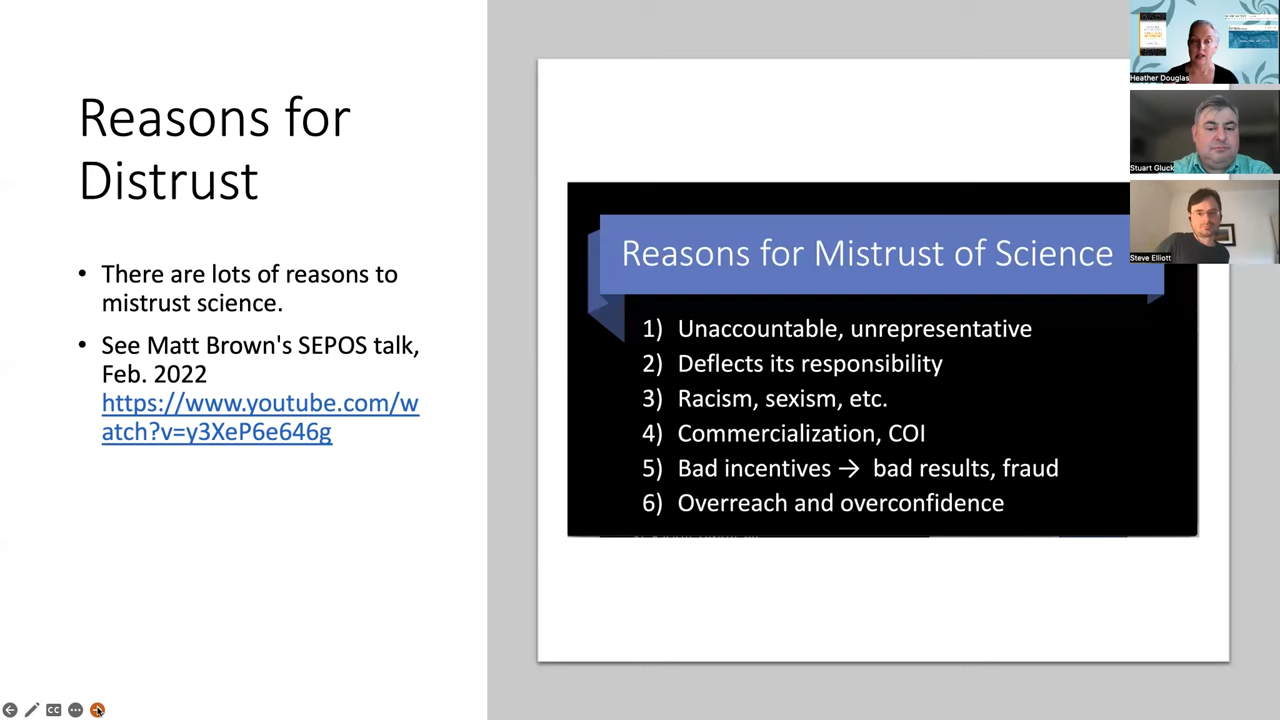 Reasons for
Distrust
• There are lots of reasons to
mistrust science.
• See Matt Brown's SEPOS talk,
Feb. 2022
https://www.youtube.com/w
atch?v=y3XeP6e646g
Reasons for Mistrust of Science
1) Unaccountable, unrepresentative
2) Deflects its responsibility
3) Racism, sexism, etc.
4) Commercialization, COI
5) Bad incentives → bad results, fraud
6) Overreach and overconfidence
Heather Douglas
Stuart Gluck
Steve Elliott
CC